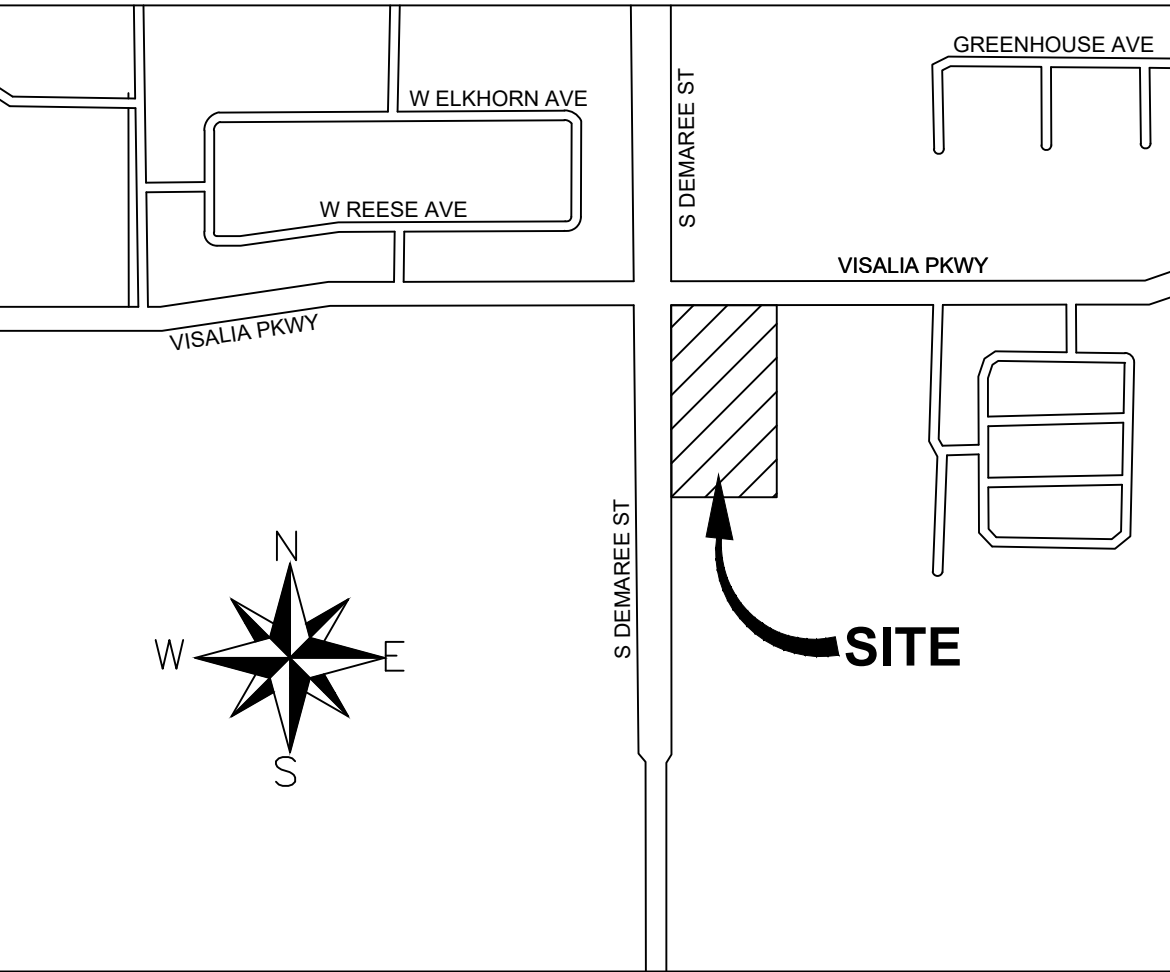 GREENHOUSE AVE
W ELKHORN AVE
S DEMAREE ST
W REESE AVE
VISALIA PKWY
VISALIA PKWY
S DEMAREE ST
N
W
E
S
SITE